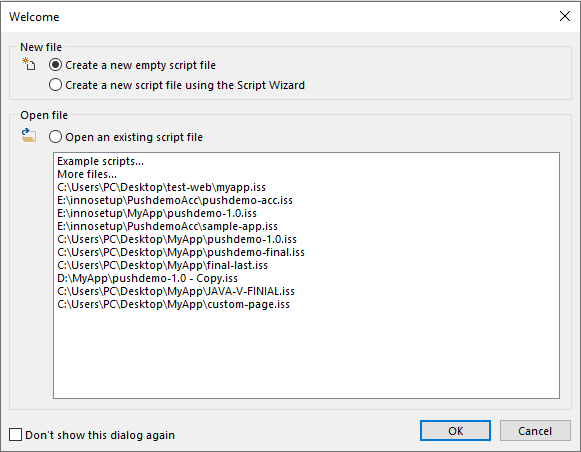 Welcome
New file
Create a new empty script file
Create a new script file using the Script Wizard
Open file
Open an existing script file
Example scripts...
More files...
C:\Users\PC\Desktop\test-web\myapp.iss
E:\innosetup\PushdemoAcc\pushdemo-acc.iss
E:\innosetup\MyApp\pushdemo-1.0.iss
E:\innosetup\PushdemoAcc\sample-app.iss
C:\Users\PC\Desktop\MyApp\pushdemo-1.0.iss
C:\Users\PC\Desktop\MyApp\pushdemo-final.iss
C:\Users\PC\Desktop\MyApp\final-last.iss
D:\MyApp\pushdemo-1.0 - Copy.iss
C:\Users\PC\Desktop\MyApp\JAVA-V-FINIAL.iss
C:\Users\PC\Desktop\MyApp\custom-page.iss
Don't show this dialog again
OK
Cancel